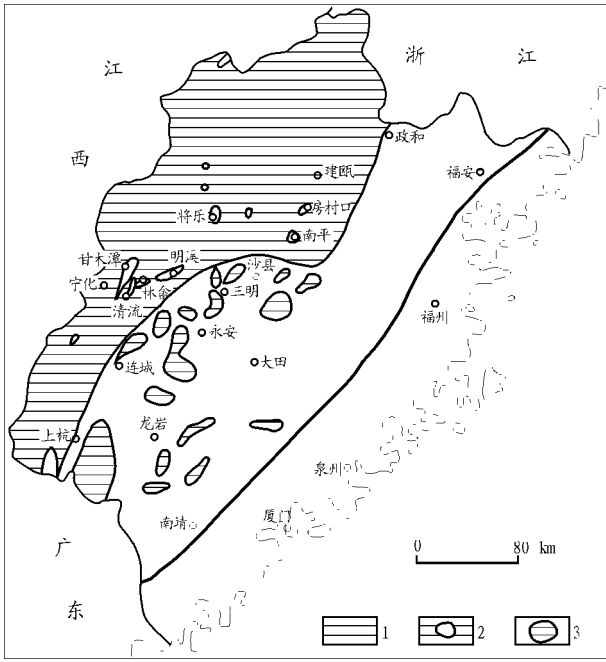 江
浙
江
西
政和
建瓯
福安
将乐
房村口
南平
甘木潭
明溪
沙县
宁化
林畲
三明
清流
福州
永安
连城
大田
龙岩
上杭
泉州
南靖
厦门
广
东
0 80 km
1 2 3